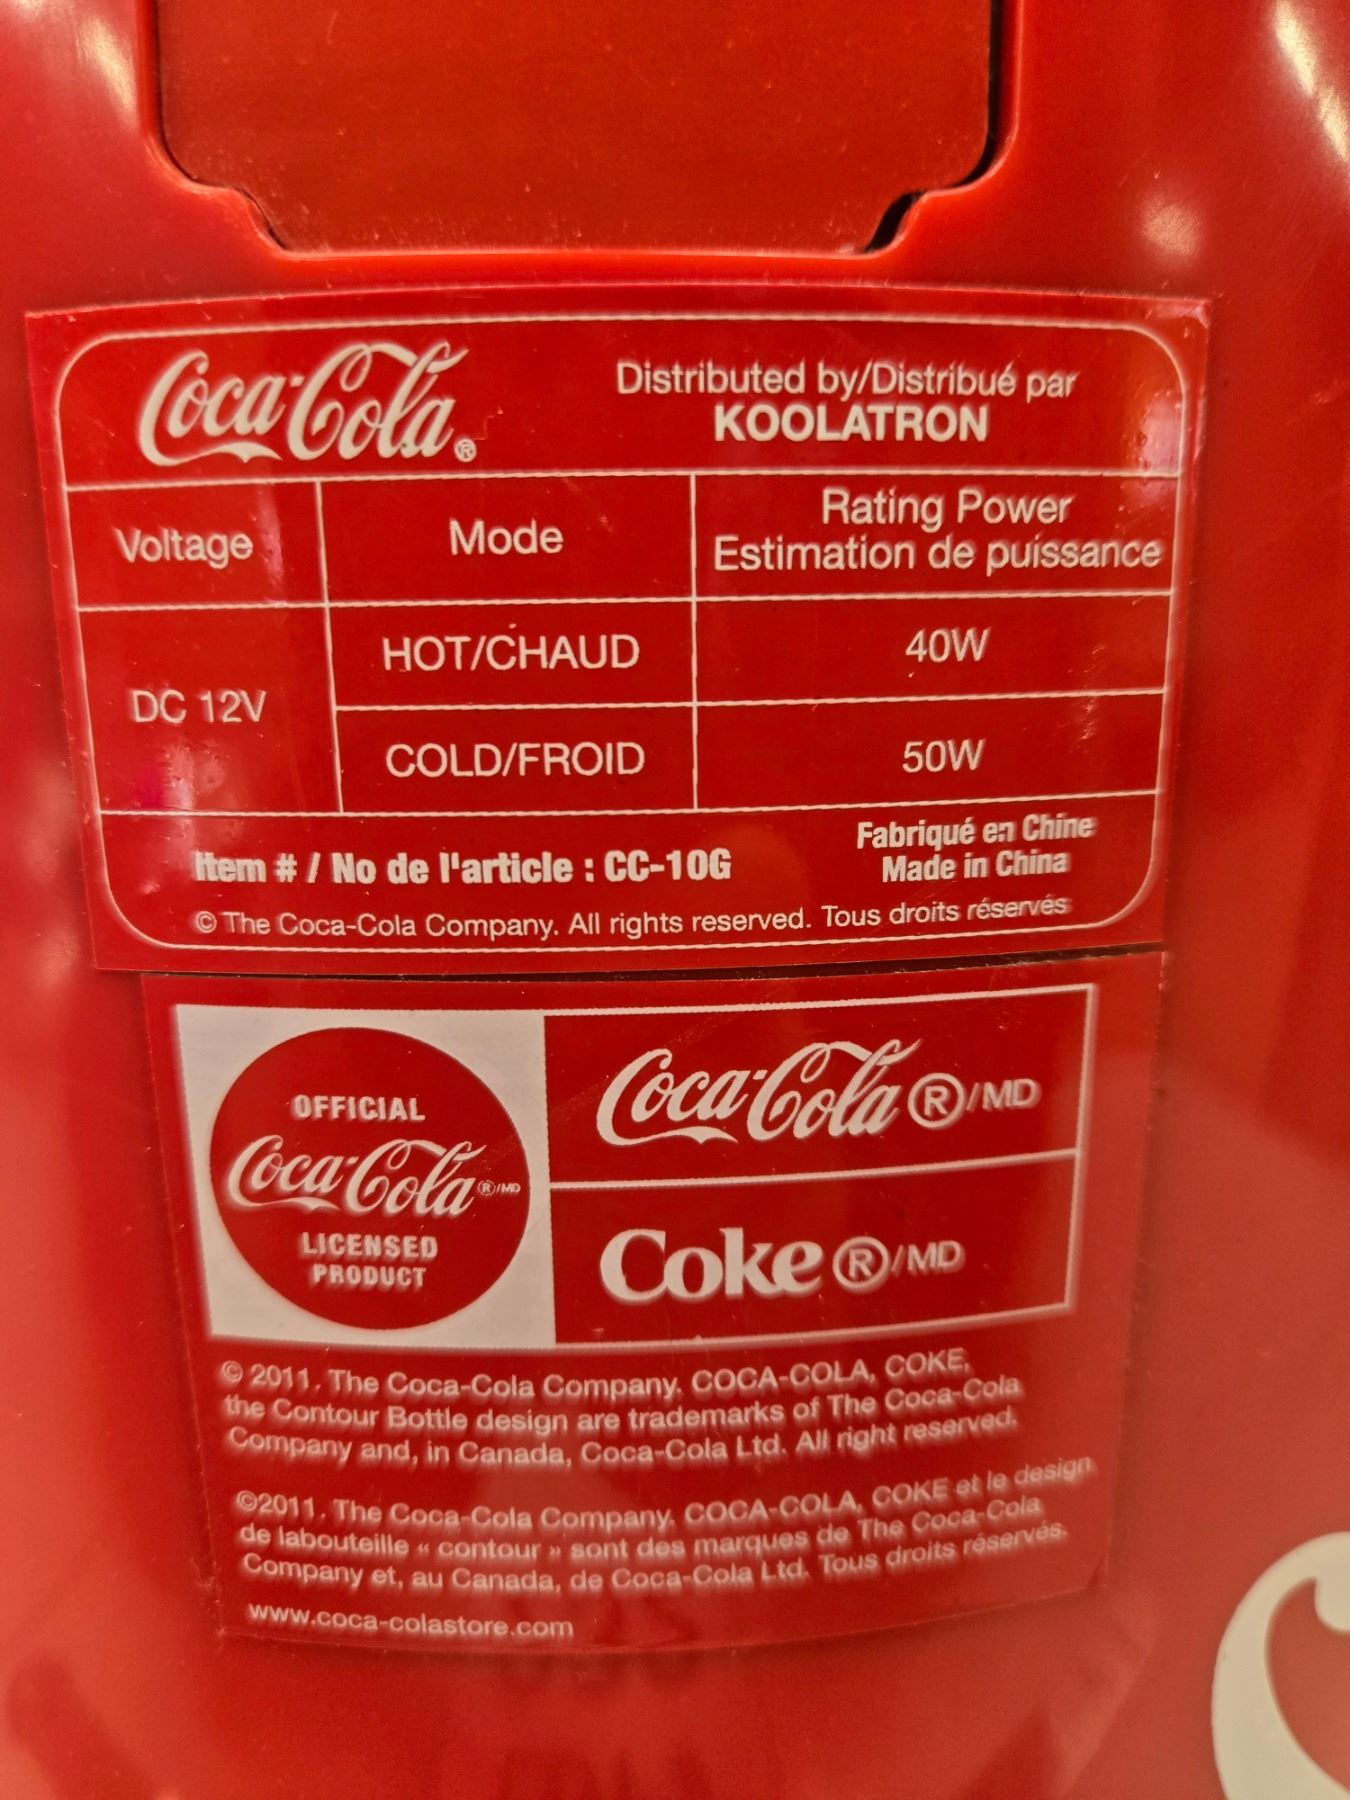 Coca-Cola®
Distributed by/Distribué par
KOOLATRON
Voltage
Mode
Rating Power
Estimation de puissance
DC 12V
HOT/CHAUD
40W
COLD/FROID
50W
Item # / No de l'article : CC-10G
Fabriqué en Chine
Made in China
© The Coca-Cola Company. All rights reserved. Tous droits réservés
OFFICIAL
Coca-Cola®/MD
LICENSED
PRODUCT
Coca-Cola®/MD
Coke®/MD
© 2011. The Coca-Cola Company. COCA-COLA, COKE,
the Contour Bottle design are trademarks of The Coca-Cola
Company and, in Canada, Coca-Cola Ltd. All right reserved.
©2011. The Coca-Cola Company. COCA-COLA, COKE et le design
de labouteille « contour » sont des marques de The Coca-Cola
Company et, au Canada, de Coca-Cola Ltd. Tous droits réservés.
www.coca-colastore.com